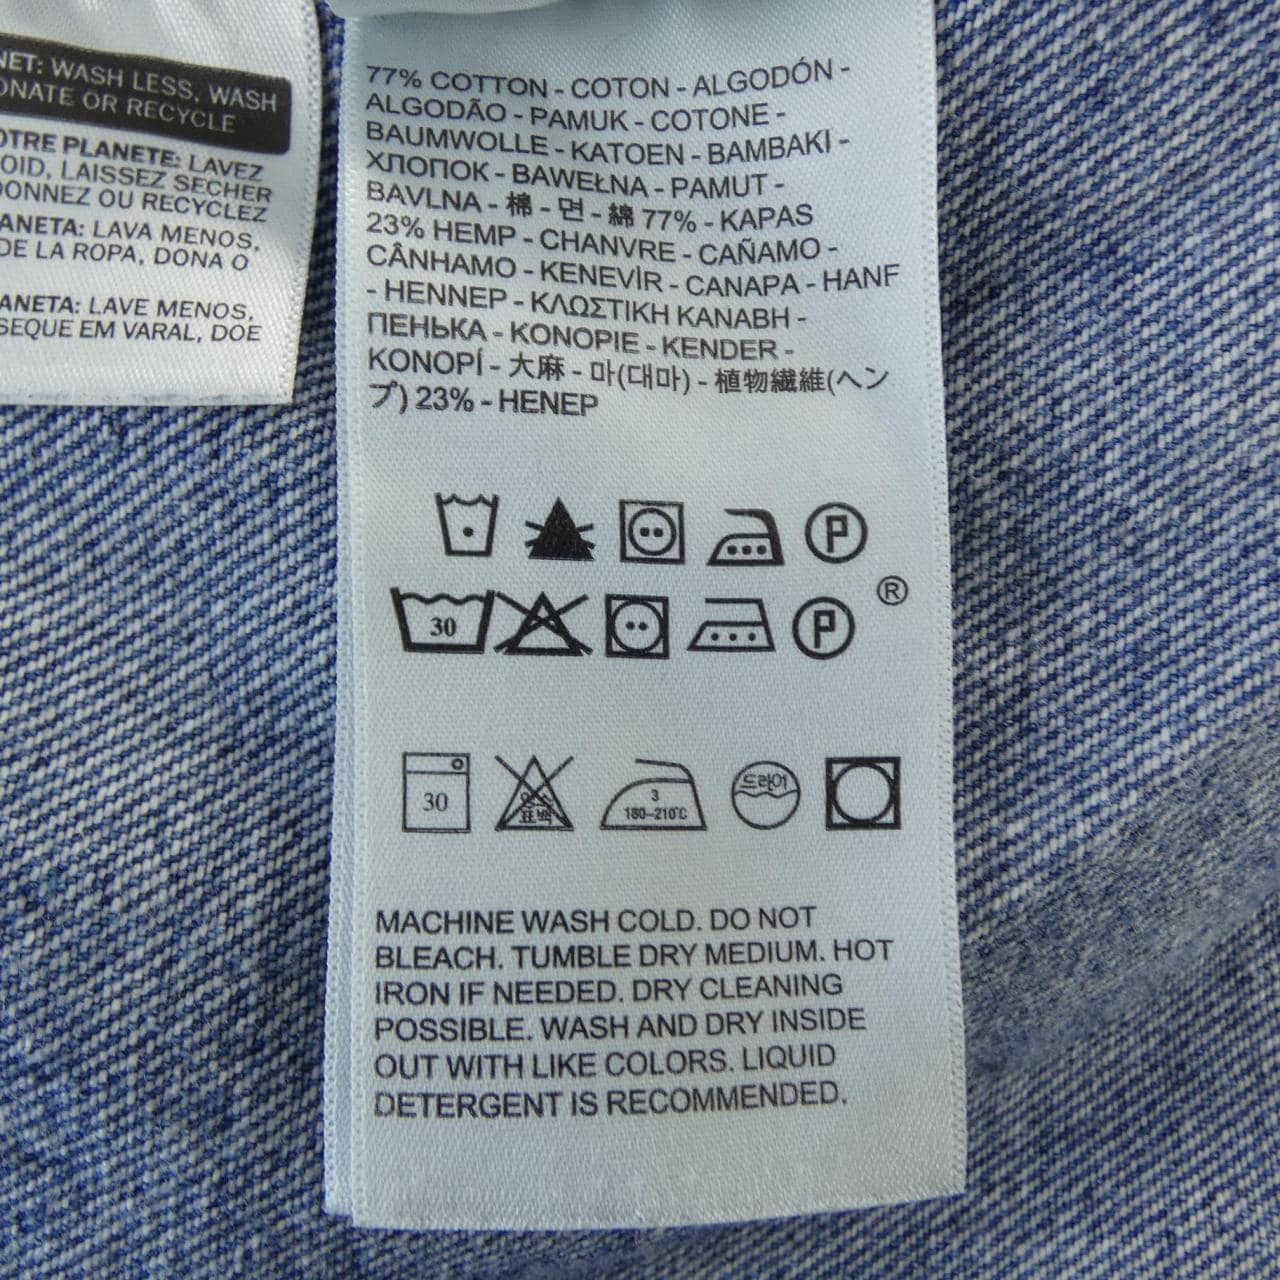 NET: WASH LESS, WASH
ONATE OR RECYCLE
OTRE PLANETE: LAVEZ
OID, LAISSEZ SECHER
DONNEZ OU RECYCLEZ
ANETA: LAVA MENOS,
DE LA ROPA, DONA O
ANETA: LAVE MENOS,
SEQUE EM VARAL, DOE
77% COTTON - COTON - ALGODÓN -
ALGODÃO - PAMUK - COTONE -
BAUMWOLLE - KATOEN - BAMBAKI -
ХЛОПОК - BAWEŁNA - PAMUT -
BAVLNA - 棉 - 면 - 綿 77% - KAPAS
23% HEMP - CHANVRE - CAÑAMO -
CÂNHAMO - KENEVİR - CANAPA - HANF
- HENNEP - ΚΛΩΣΤΙΚΗ ΚΑΝΑΒΗ -
ПЕНЬКА - KONOPIE - KENDER -
KONOPÍ - 大麻 - 마(대마) - 植物繊維(ヘン
プ) 23% - HENEP
P
®
30 P
30 염소표백 3 180-210℃ 드라이
MACHINE WASH COLD. DO NOT
BLEACH. TUMBLE DRY MEDIUM. HOT
IRON IF NEEDED. DRY CLEANING
POSSIBLE. WASH AND DRY INSIDE
OUT WITH LIKE COLORS. LIQUID
DETERGENT IS RECOMMENDED.